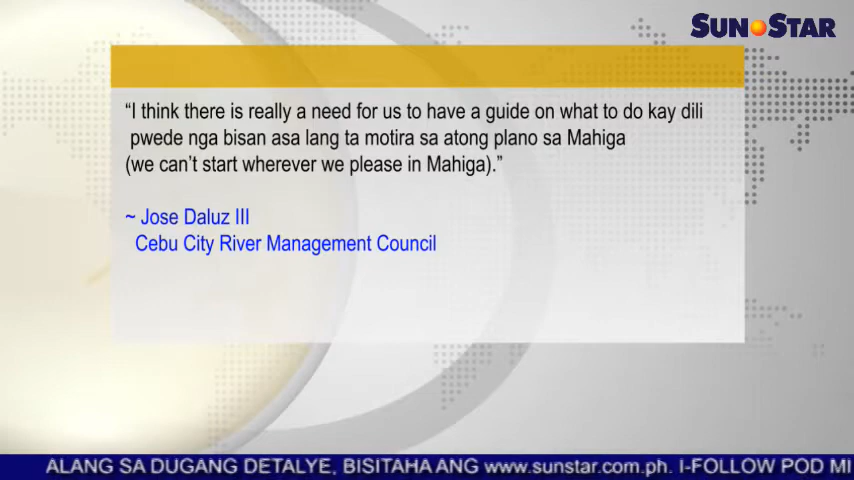 SUN STAR
“I think there is really a need for us to have a guide on what to do kay dili
pwede nga bisan asa lang ta motira sa atong plano sa Mahiga
(we can’t start wherever we please in Mahiga).”
~ Jose Daluz III
Cebu City River Management Council
ALANG SA DUGANG DETALYE, BISITAHA ANG www.sunstar.com.ph. I-FOLLOW POD MI